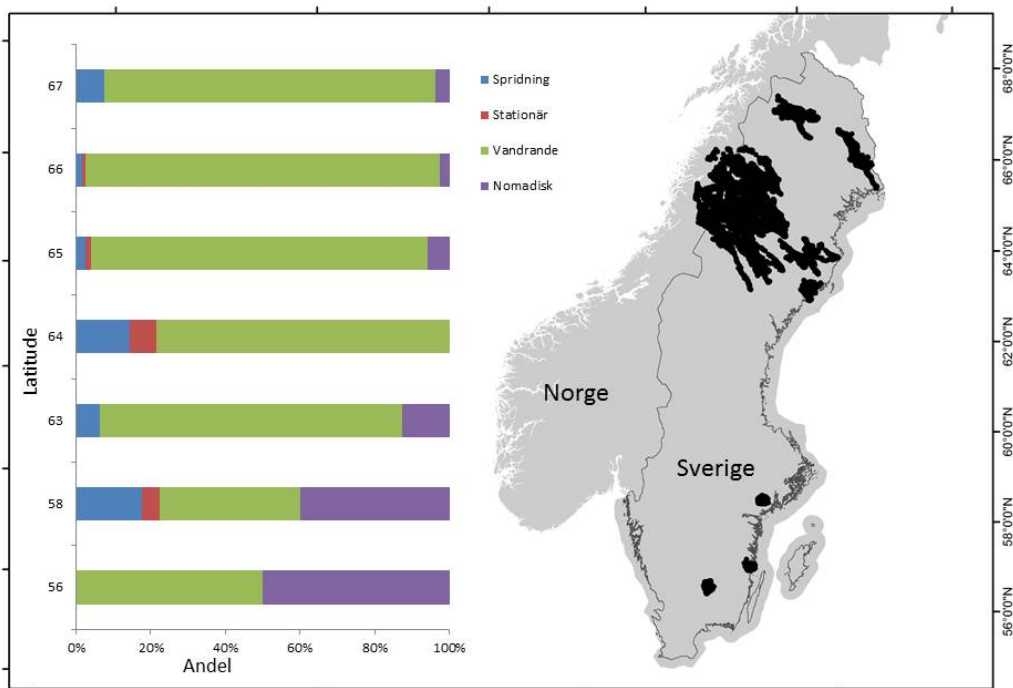 Latitude
67
66
65
64
63
58
56
0%
20%
40%
60%
80%
100%
Andel
Spridning
Stationär
Vandrande
Nomadisk
Norge
Sverige
68°0'0"N
66°0'0"N
64°0'0"N
62°0'0"N
60°0'0"N
58°0'0"N
56°0'0"N